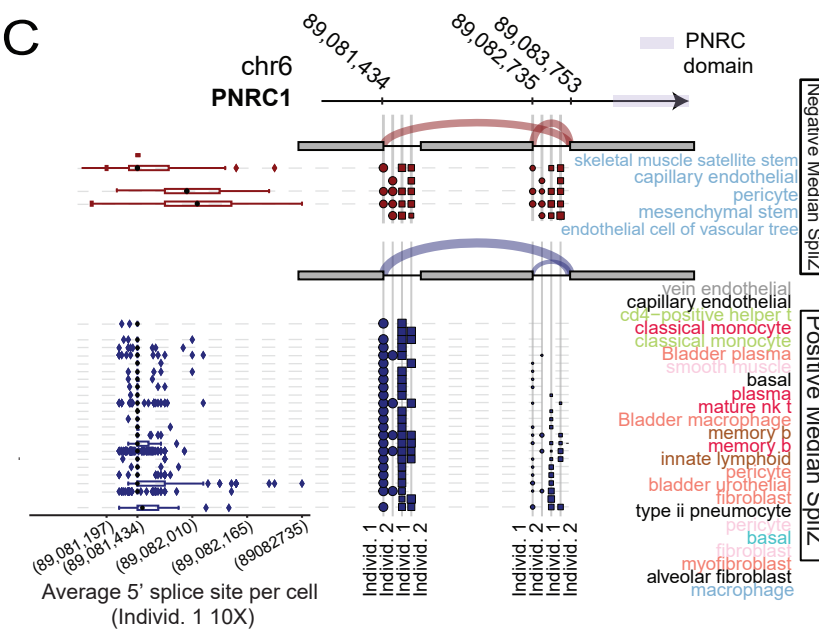 C
chr6
PNRC1
89,081,434
89,082,735
89,083,753
PNRC
domain
Negative Median SpliZ
skeletal muscle satellite stem
capillary endothelial
pericyte
mesenchymal stem
endothelial cell of vascular tree
Positive Median SpliZ
vein endothelial
capillary endothelial
cd4-positive helper t
classical monocyte
classical monocyte
Bladder plasma
smooth muscle
basal
plasma
mature nk t
Bladder macrophage
memory b
memory b
innate lymphoid
pericyte
bladder urothelial
fibroblast
type ii pneumocyte
pericyte
basal
fibroblast
myofibroblast
alveolar fibroblast
macrophage
(89,081,197)
(89,081,434)
(89,082,010)
(89,082,165)
(89082735)
Average 5' splice site per cell
(Individ. 1 10X)
Individ. 1
Individ. 2
Individ. 1
Individ. 2
Individ. 1
Individ. 2
Individ. 1
Individ. 2